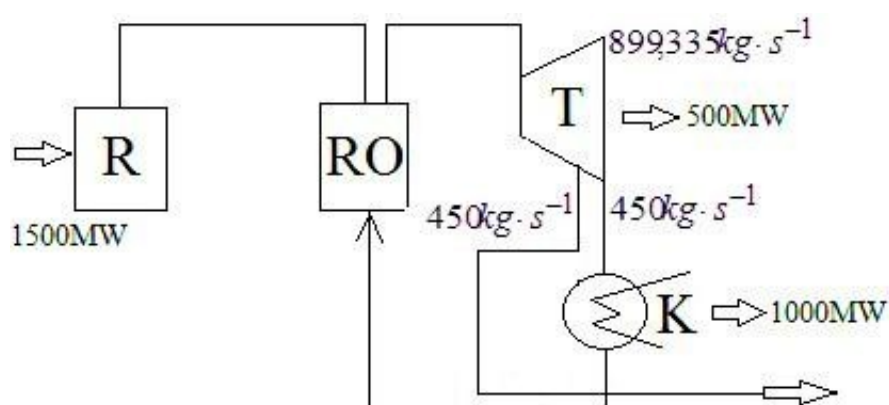 899,335kg·s⁻¹
T
500MW
R
RO
1500MW
450kg·s⁻¹
450kg·s⁻¹
K
1000MW